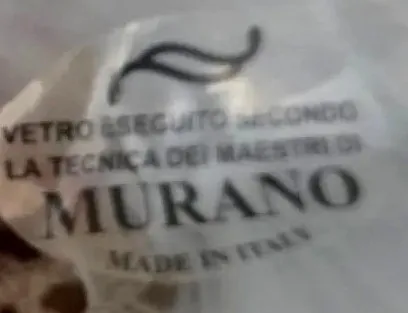 VETRO ESEGUITO SECONDO
LA TECNICA DEI MAESTRI DI
MURANO
MADE IN ITALY